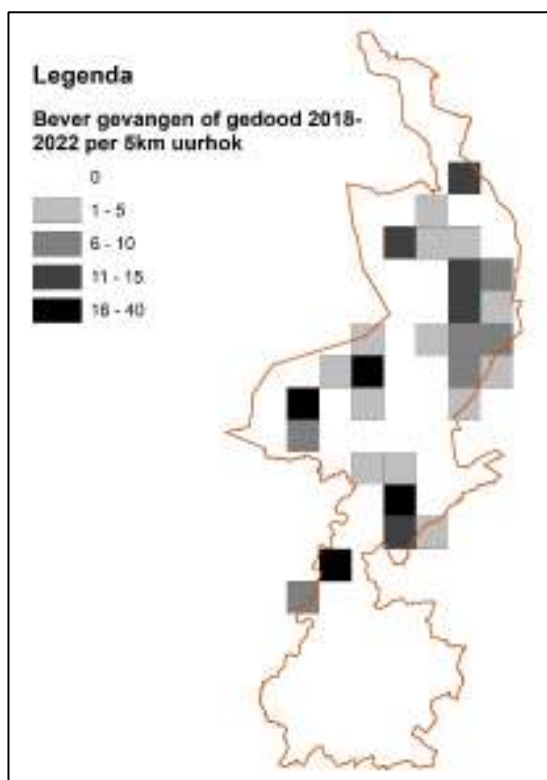 Legenda
Bever gevangen of gedood 2018-
2022 per 5km uurhok
0
1 - 5
6 - 10
11 - 15
16 - 40